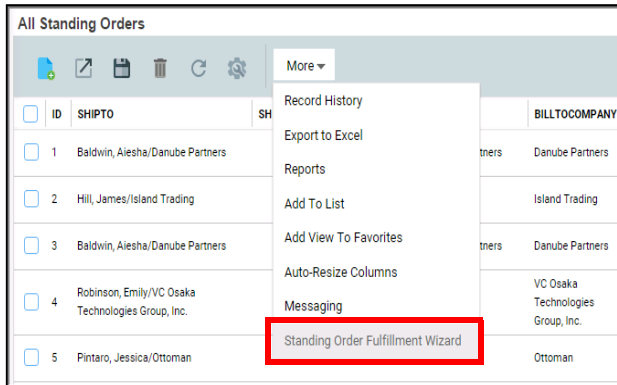 All Standing Orders
More
ID SHIPTO SH BILLTOCOMPANY
Record History
Export to Excel
Reports
Add To List
Add View To Favorites
Auto-Resize Columns
Messaging
Standing Order Fulfillment Wizard
1 Baldwin, Aiesha/Danube Partners tners Danube Partners
2 Hill, James/Island Trading Island Trading
3 Baldwin, Aiesha/Danube Partners tners Danube Partners
4 Robinson, Emily/VC Osaka
Technologies Group, Inc.
VC Osaka
Technologies
Group, Inc.
5 Pintaro, Jessica/Ottoman Ottoman